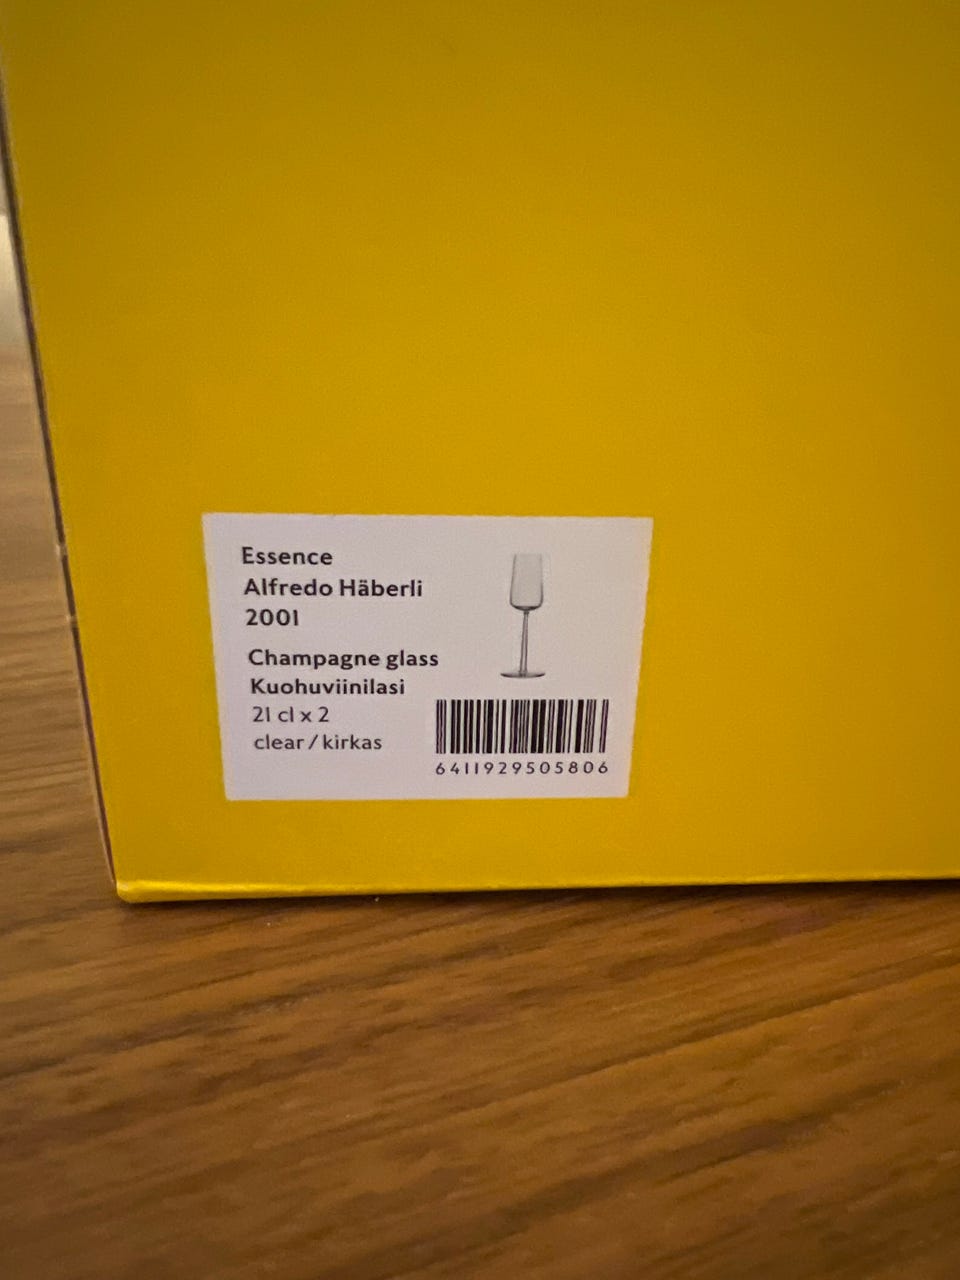 Essence
Alfredo Häberli
2001
Champagne glass
Kuohuviinilasi
21 cl x 2
clear / kirkas
6411929505806